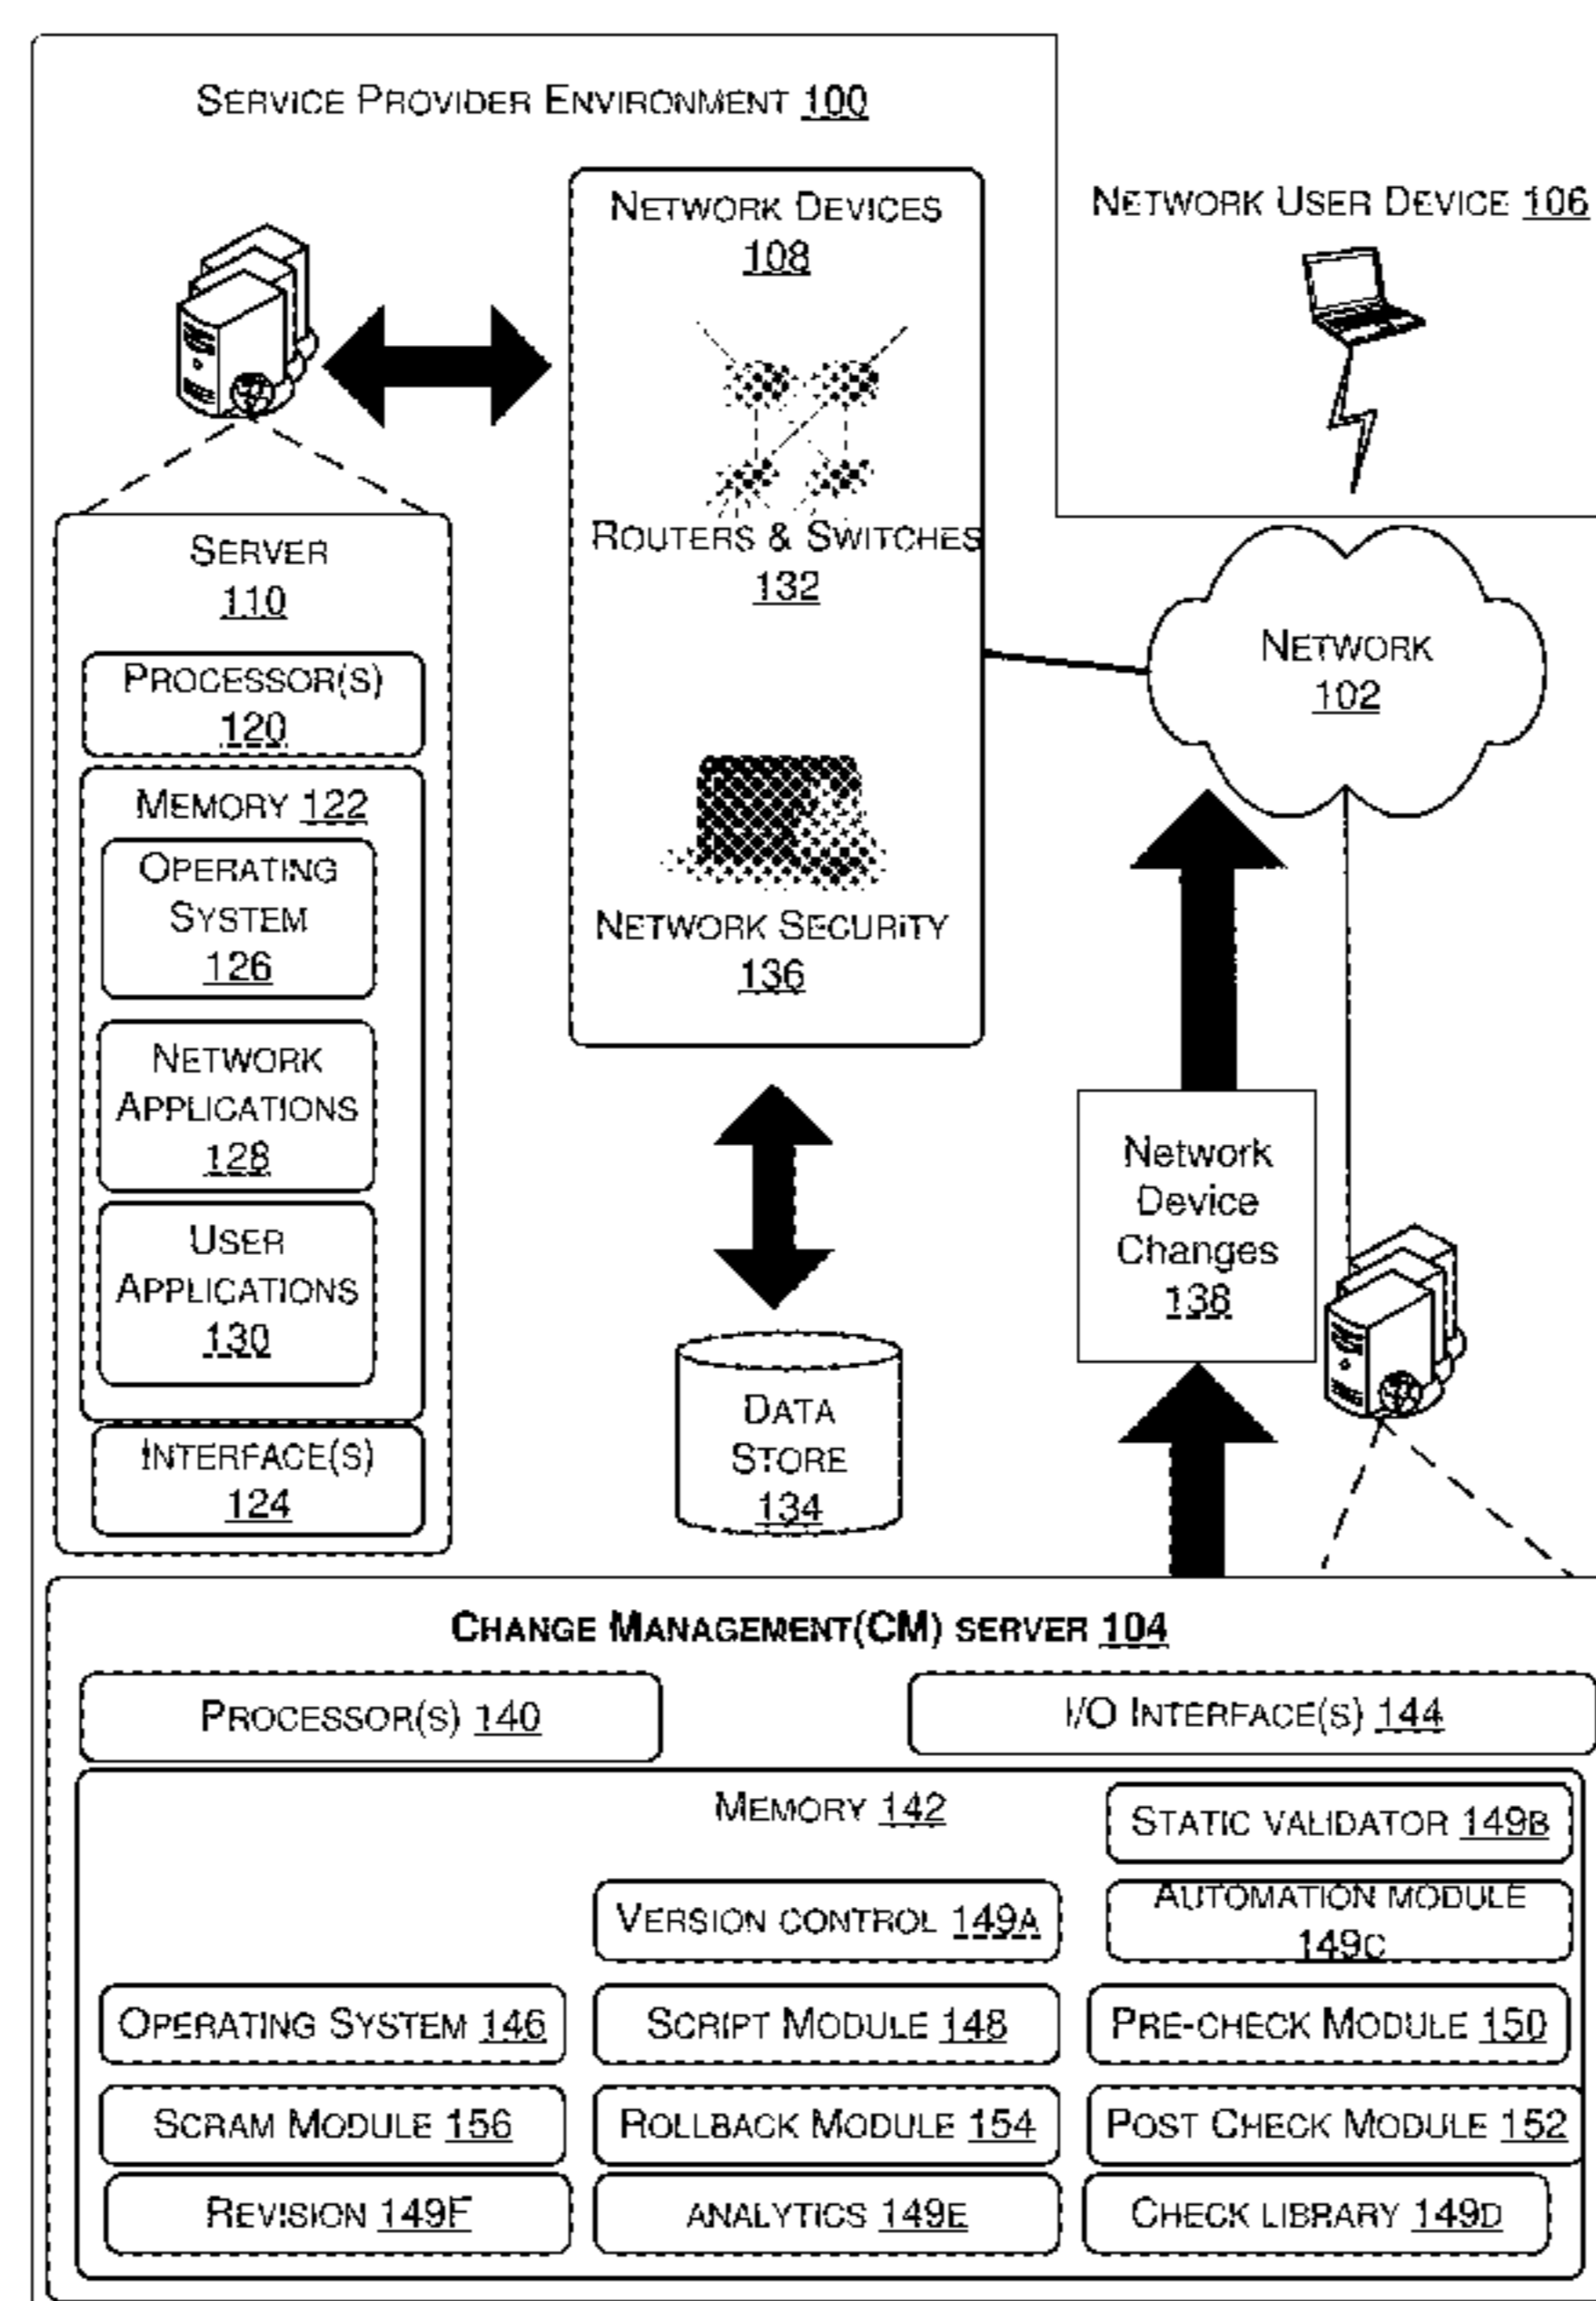 SERVICE PROVIDER ENVIRONMENT 100
NETWORK DEVICES
108
NETWORK USER DEVICE 106
ROUTERS & SWITCHES
132
SERVER
110
PROCESSOR(S)
120
MEMORY 122
OPERATING
SYSTEM
126
NETWORK
APPLICATIONS
128
USER
APPLICATIONS
130
INTERFACE(S)
124
NETWORK SECURITY
136
NETWORK
102
Network
Device
Changes
138
DATA
STORE
134
CHANGE MANAGEMENT(CM) SERVER 104
PROCESSOR(S) 140
I/O INTERFACE(S) 144
MEMORY 142
STATIC VALIDATOR 149B
VERSION CONTROL 149A
AUTOMATION MODULE
149C
OPERATING SYSTEM 146
SCRIPT MODULE 148
PRE-CHECK MODULE 150
SCRAM MODULE 156
ROLLBACK MODULE 154
POST CHECK MODULE 152
REVISION 149F
ANALYTICS 149E
CHECK LIBRARY 149D